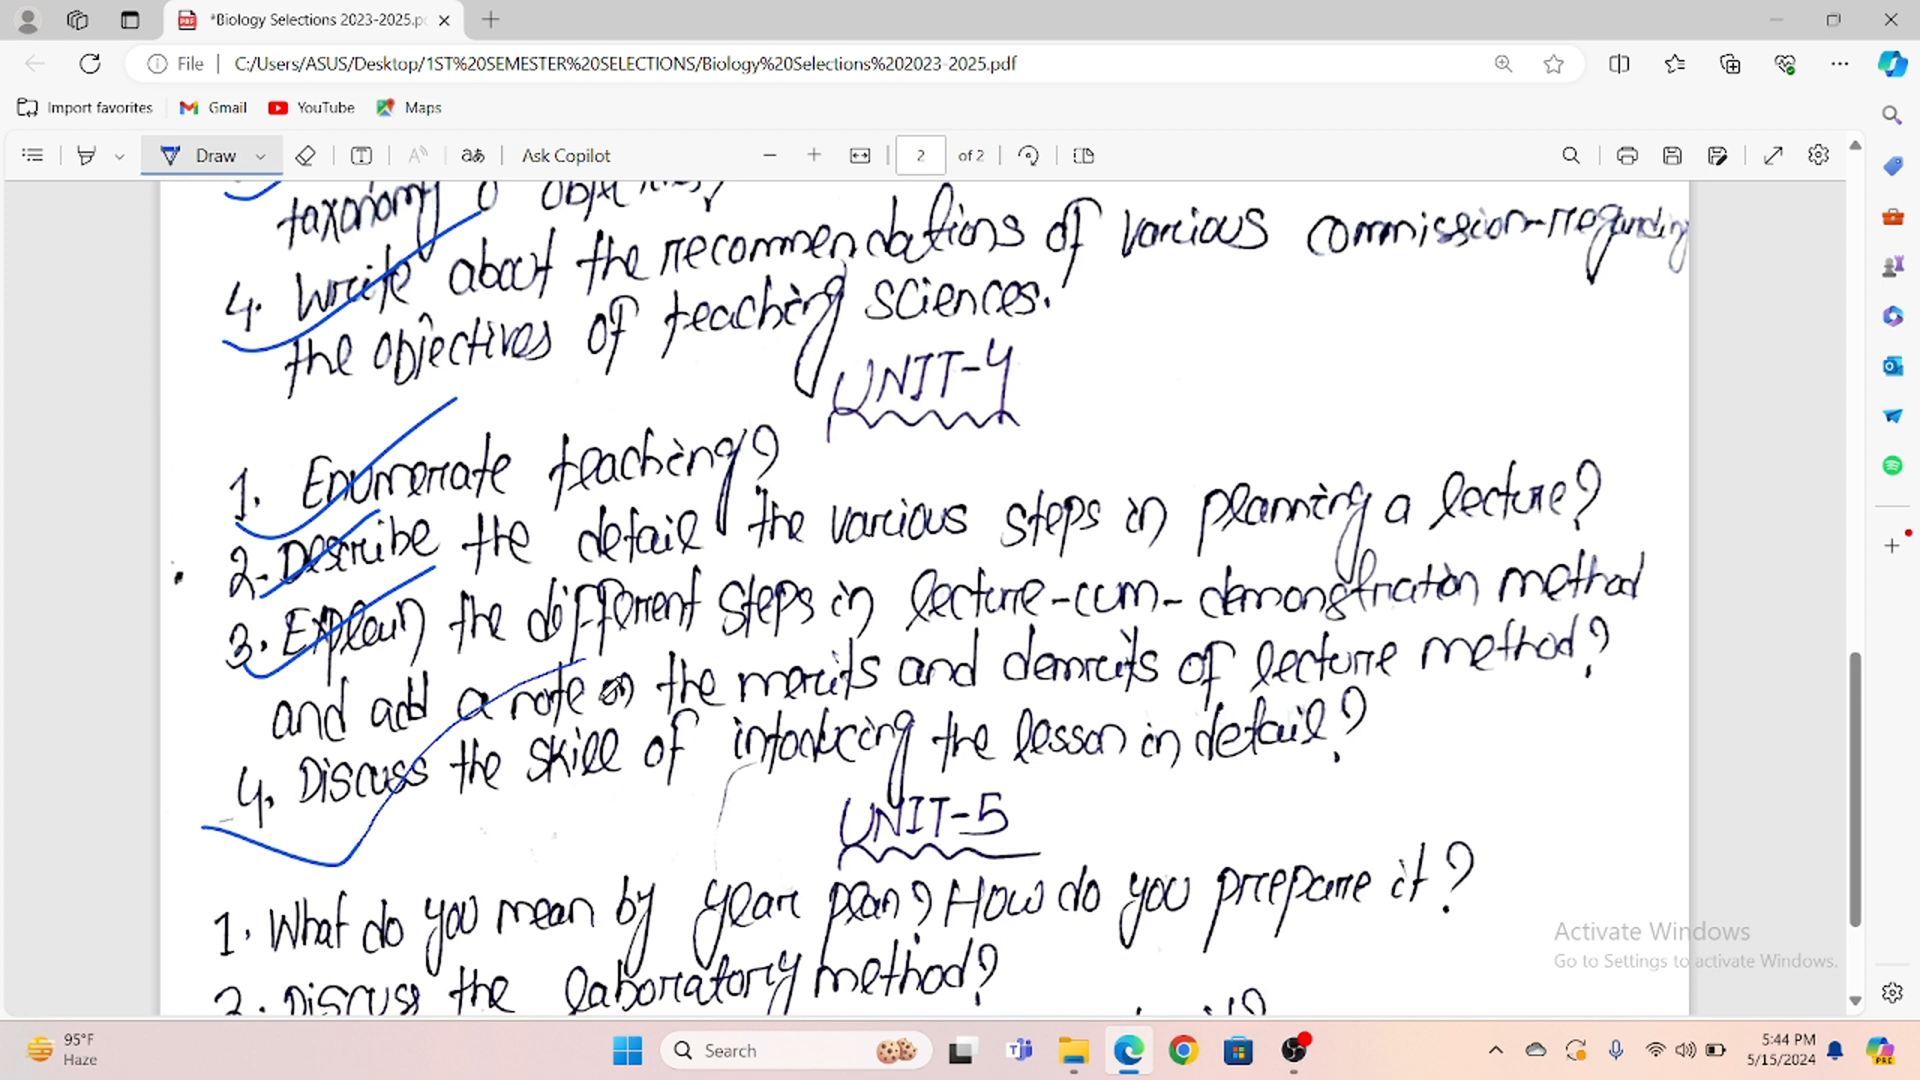 *Biology Selections 2023-2025.p
File
C:/Users/ASUS/Desktop/1ST%20SEMESTER%20SELECTIONS/Biology%20Selections%202023-2025.pdf
Import favorites
Gmail
YouTube
Maps
Draw
Ask Copilot
2 of 2
taxonomy
4. Write about the recommendations of various commission-regarding
the objectives of teaching sciences.
UNIT-4
1. Enumerate teaching?
2. Describe the detail the various steps in planning a lecture?
3. Explain the different steps in lecture-cum-demonstration method
and add a note on the merits and demerits of lecture method?
4. Discuss the skill of intoducing the lesson in detail?
UNIT-5
1. What do you mean by year plan? How do you prepare it?
2. Discuss the laboratory method?
Activate Windows
Go to Settings to activate Windows.
95°F
Haze
Search
5:44 PM
5/15/2024